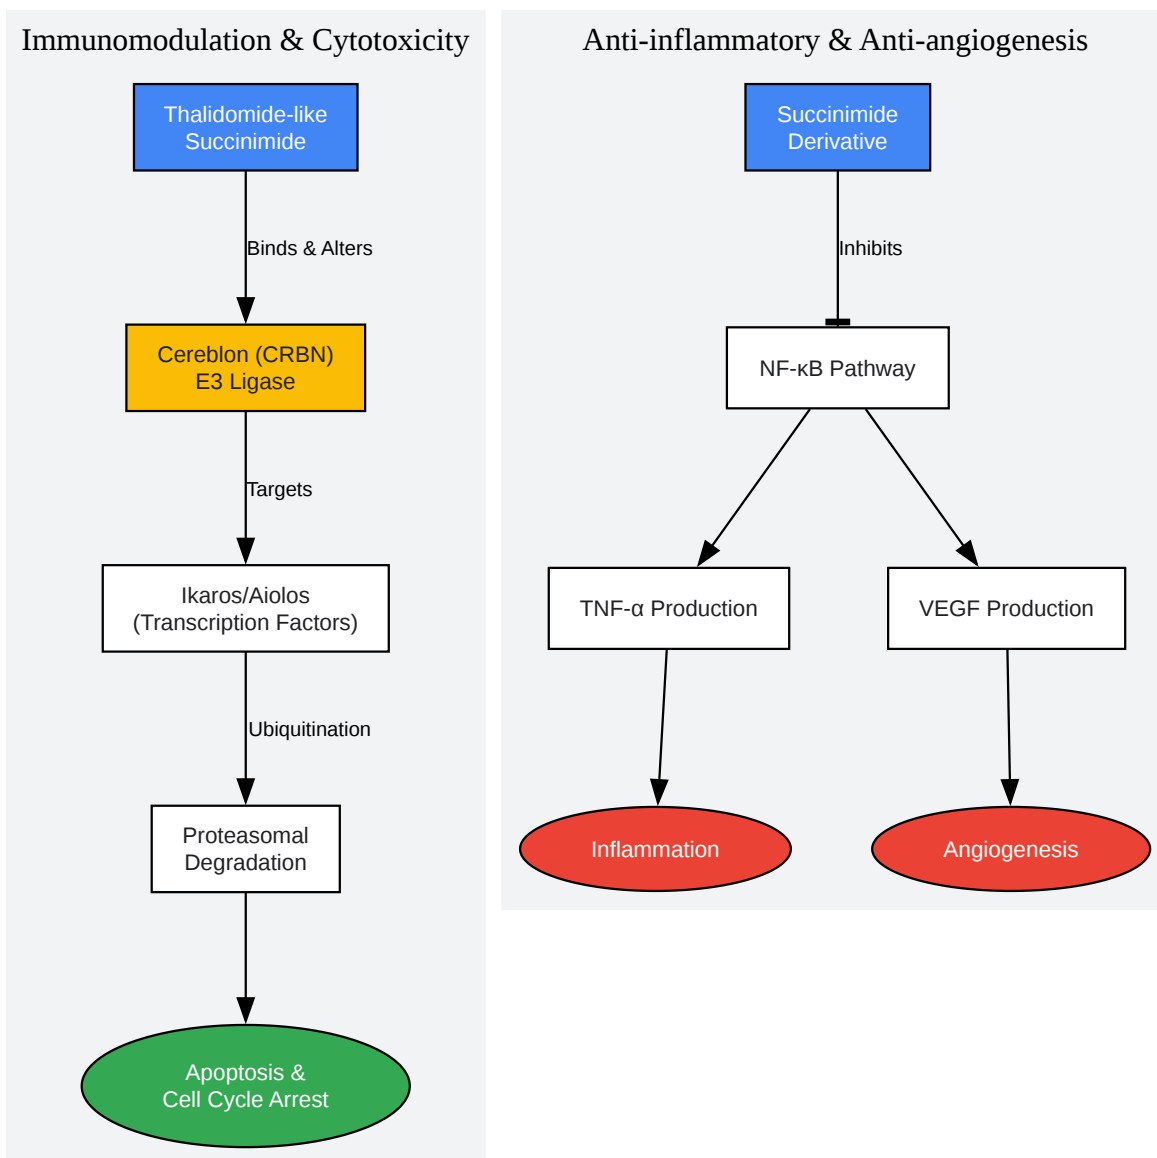 Immunomodulation & Cytotoxicity
Thalidomide-like
Succinimide
Binds & Alters
Cereblon (CRBN)
E3 Ligase
Targets
Ikaros/Aiolos
(Transcription Factors)
Ubiquitination
Proteasomal
Degradation
Apoptosis &
Cell Cycle Arrest
Anti-inflammatory & Anti-angiogenesis
Succinimide
Derivative
Inhibits
NF-κB Pathway
TNF-α Production
VEGF Production
Inflammation
Angiogenesis